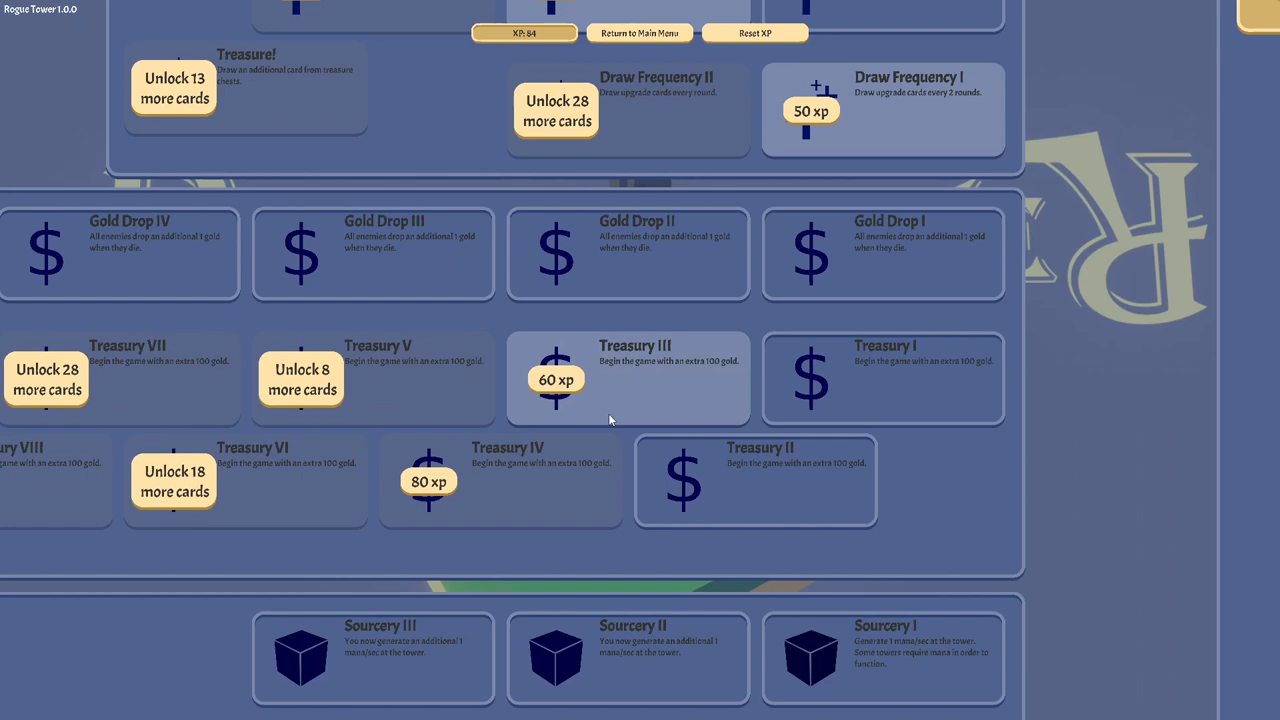 Rogue Tower 1.0.0
XP: 84
Return to Main Menu
Reset XP
Treasure!
Draw an additional card from treasure
chests.
Unlock 13
more cards
Draw Frequency II
Draw upgrade cards every round.
Unlock 28
more cards
Draw Frequency I
Draw upgrade cards every 2 rounds.
50 xp
Gold Drop IV
All enemies drop an additional 1 gold
when they die.
$
Gold Drop III
All enemies drop an additional 1 gold
when they die.
$
Gold Drop II
All enemies drop an additional 1 gold
when they die.
$
Gold Drop I
All enemies drop an additional 1 gold
when they die.
$
Treasury VII
Begin the game with an extra 100 gold.
Unlock 28
more cards
Treasury V
Begin the game with an extra 100 gold.
Unlock 8
more cards
Treasury III
Begin the game with an extra 100 gold.
60 xp
Treasury I
Begin the game with an extra 100 gold.
$
ury VIII
game with an extra 100 gold.
Treasury VI
Begin the game with an extra 100 gold.
Unlock 18
more cards
Treasury IV
Begin the game with an extra 100 gold.
80 xp
Treasury II
Begin the game with an extra 100 gold.
$
Sourcery III
You now generate an additional 1
mana/sec at the tower.
Sourcery II
You now generate an additional 1
mana/sec at the tower.
Sourcery I
Generate 1 mana/sec at the tower.
Some towers require mana in order to
function.